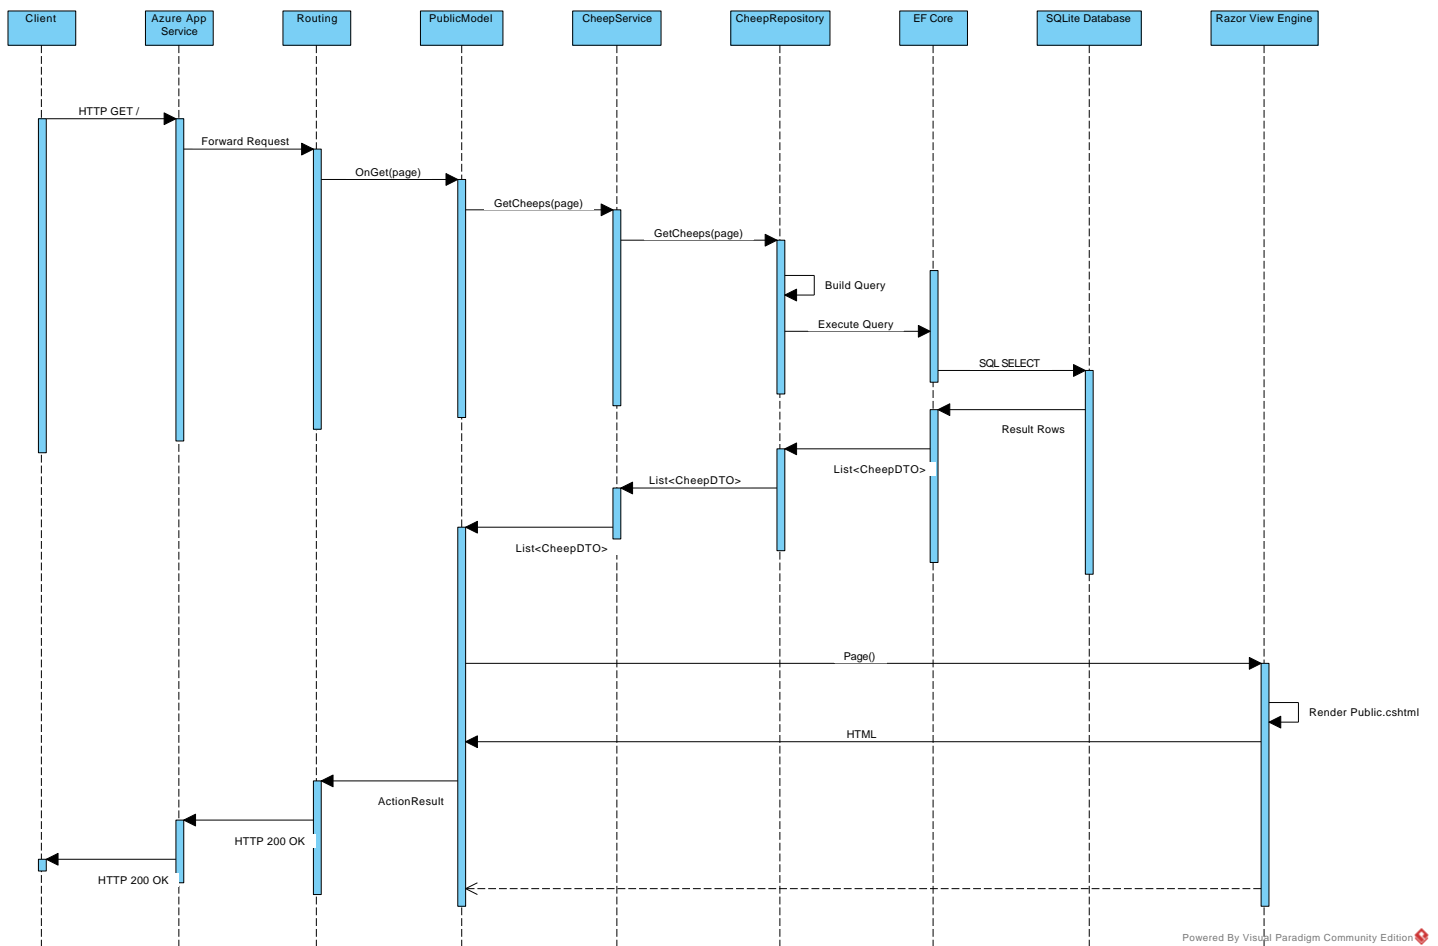 Client
Azure App
Service
Routing
PublicModel
CheepService
CheepRepository
EF Core
SQLite Database
Razor View Engine
HTTP GET /
Forward Request
OnGet(page)
GetCheeps(page)
GetCheeps(page)
Build Query
Execute Query
SQL SELECT
Result Rows
List<CheepDTO>
List<CheepDTO>
List<CheepDTO>
Page()
Render Public.cshtml
HTML
ActionResult
HTTP 200 OK
HTTP 200 OK
Powered By Visual Paradigm Community Edition